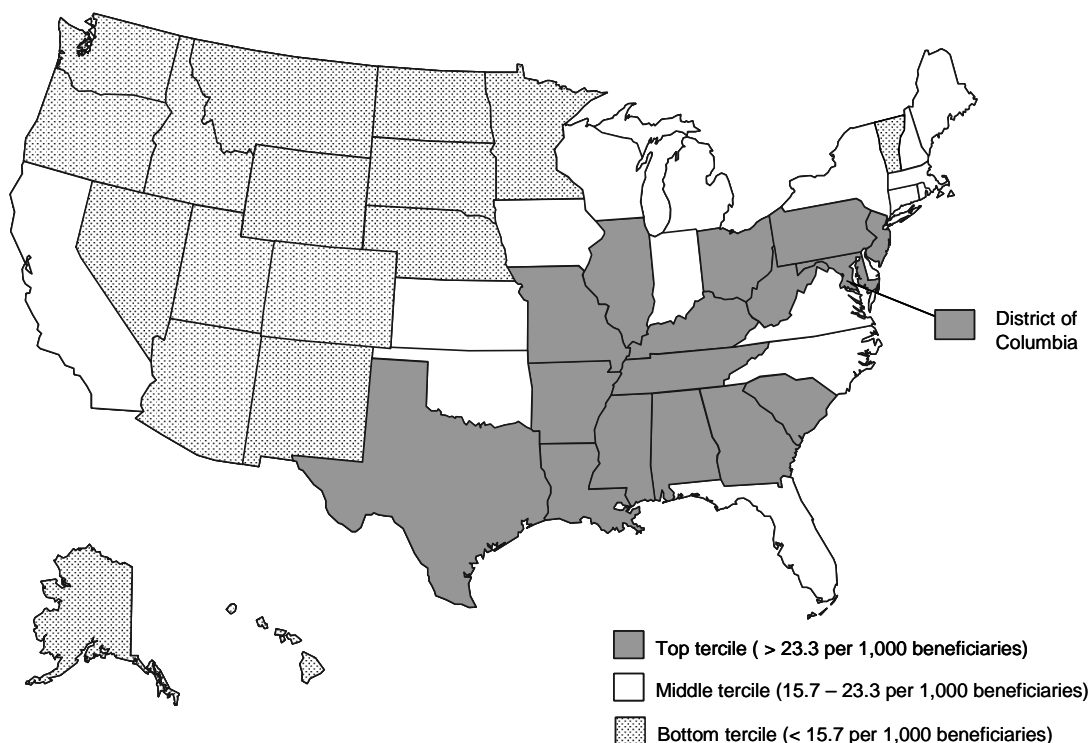 District of
Columbia
Top tercile ( > 23.3 per 1,000 beneficiaries)
Middle tercile (15.7 – 23.3 per 1,000 beneficiaries)
Bottom tercile (< 15.7 per 1,000 beneficiaries)